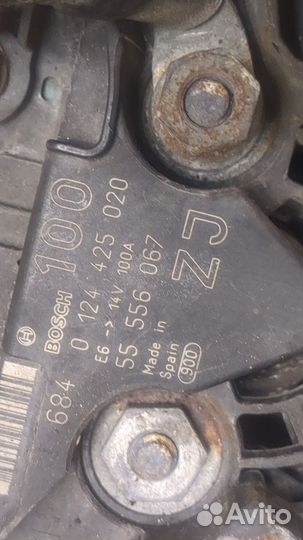 100
ZJ
BOSCH
0 124 425 020
E6 -> 14V 100A
684
55 556 067
Made in
Spain
900
Avito